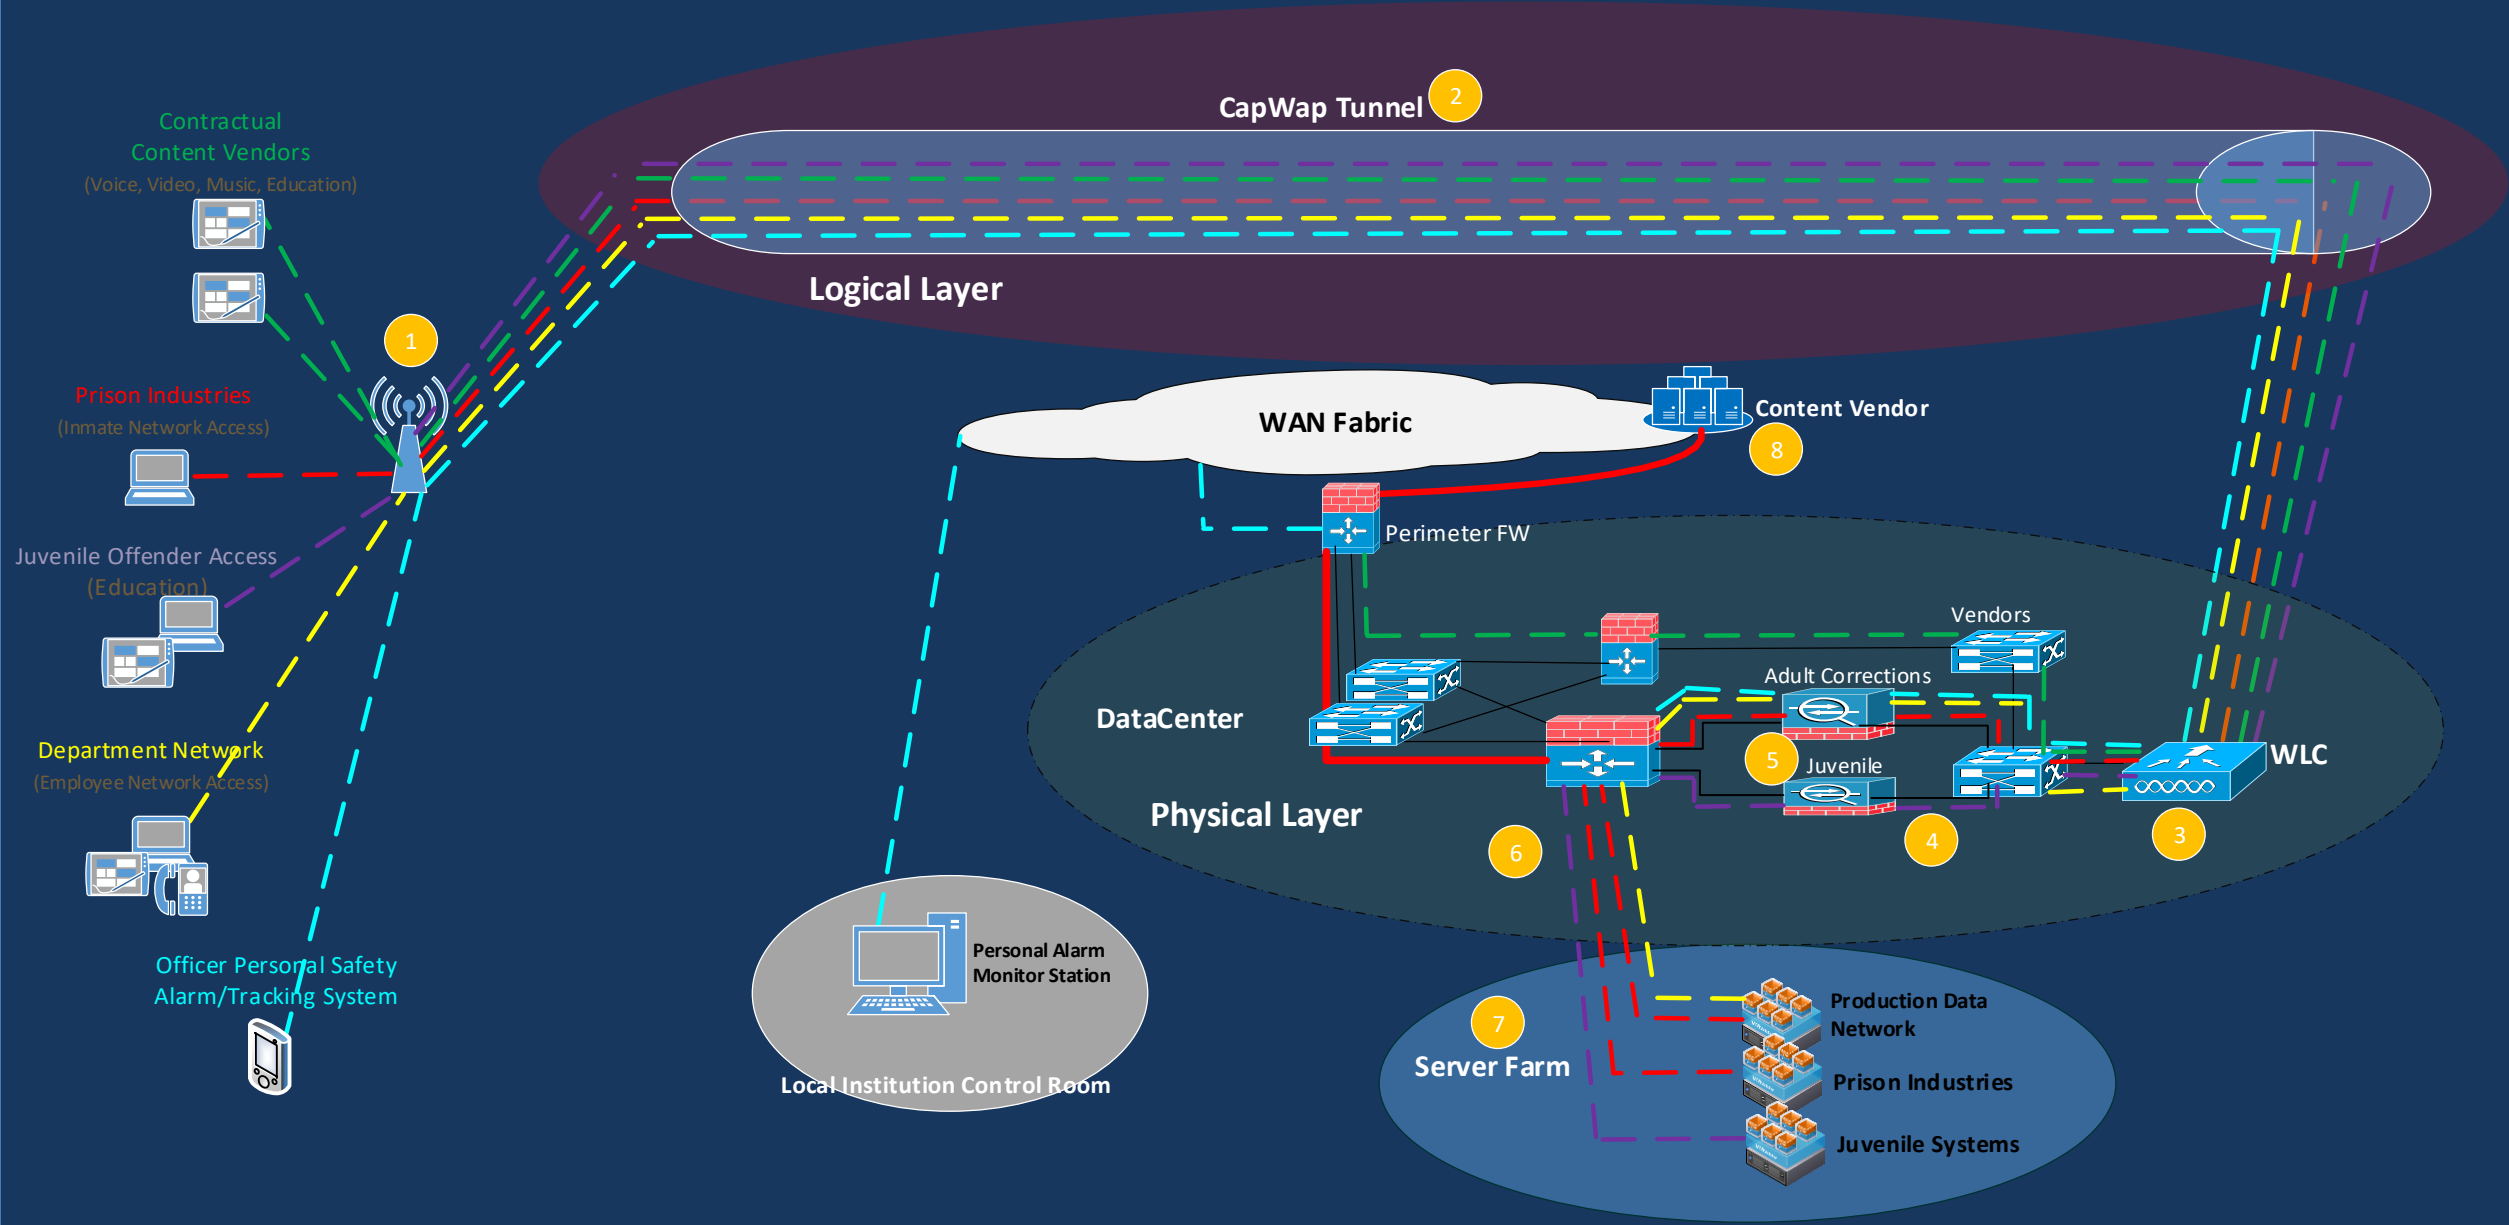 CapWap Tunnel
2
Logical Layer
Contractual
Content Vendors
(Voice, Video, Music, Education)
1
Prison Industries
(Inmate Network Access)
Juvenile Offender Access
(Education)
Department Network
(Employee Network Access)
Officer Personal Safety
Alarm/Tracking System
WAN Fabric
Content Vendor
8
Perimeter FW
Vendors
Adult Corrections
DataCenter
5
Juvenile
WLC
Physical Layer
6
4
3
Personal Alarm
Monitor Station
Local Institution Control Room
7
Server Farm
Production Data
Network
Prison Industries
Juvenile Systems